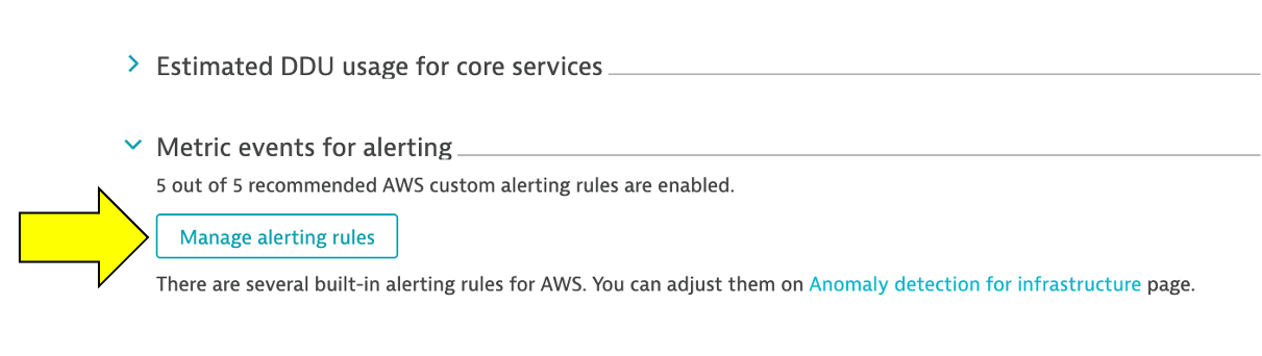 Estimated DDU usage for core services
Metric events for alerting
5 out of 5 recommended AWS custom alerting rules are enabled.
Manage alerting rules
There are several built-in alerting rules for AWS. You can adjust them on Anomaly detection for infrastructure page.